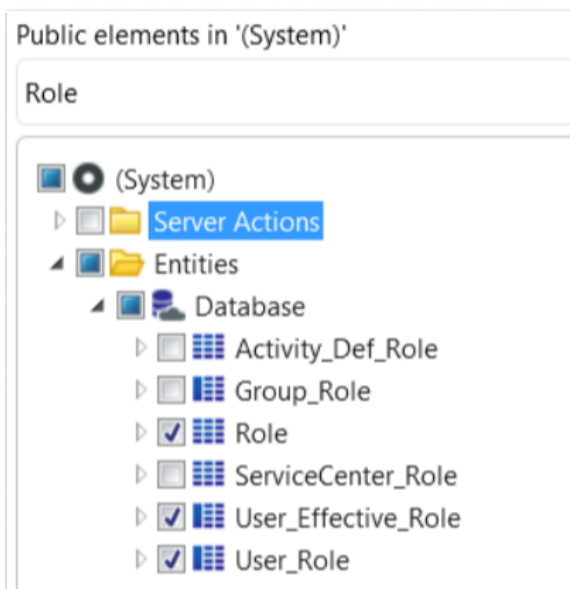 Public elements in '(System)'
Role
(System)
Server Actions
Entities
Database
Activity_Def_Role
Group_Role
Role
ServiceCenter_Role
User_Effective_Role
User_Role